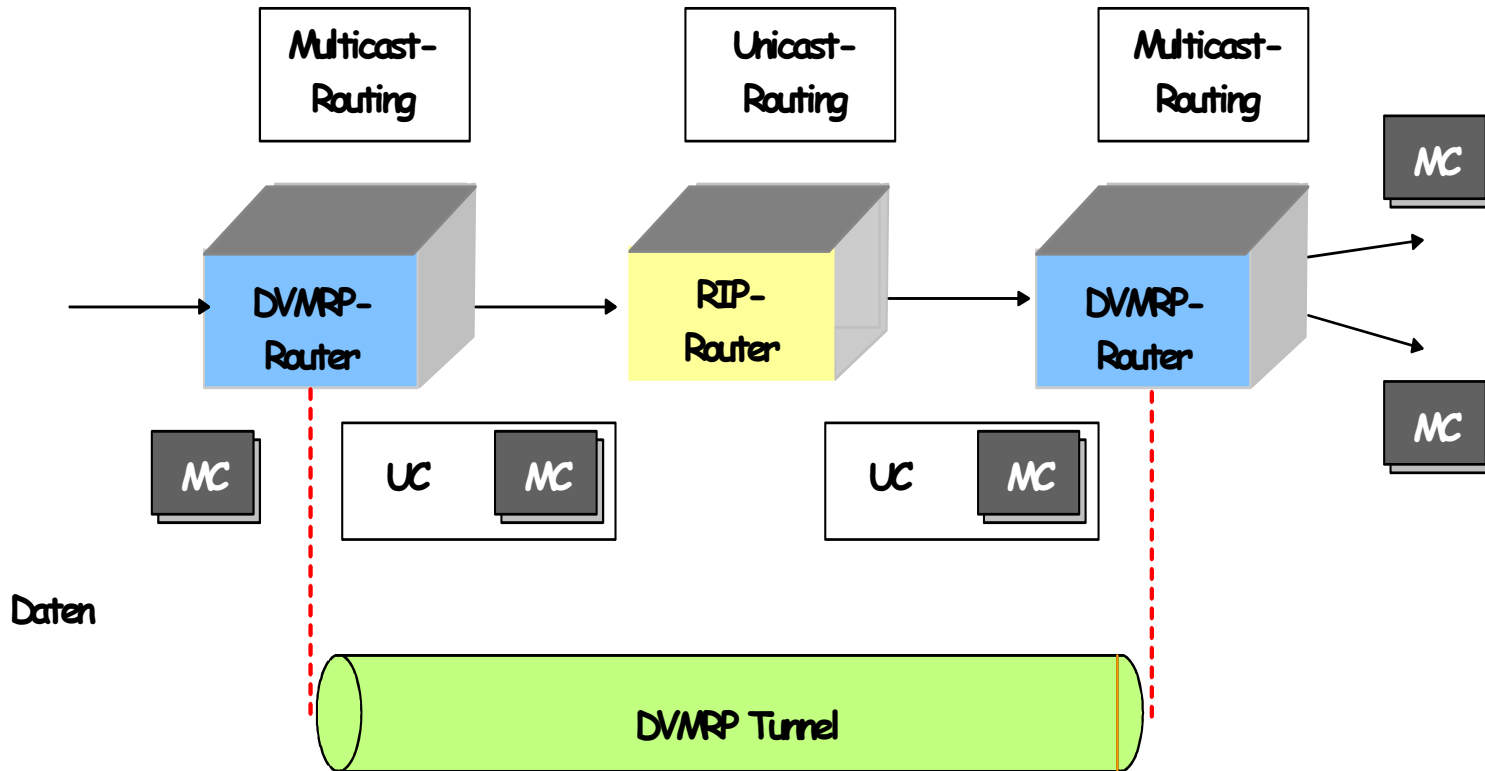 Multicast-
Routing
Unicast-
Routing
Multicast-
Routing
MC
DVMRP-
Router
RIP-
Router
DVMRP-
Router
MC
UC
MC
UC
MC
MC
Daten
DVMRP Tunnel